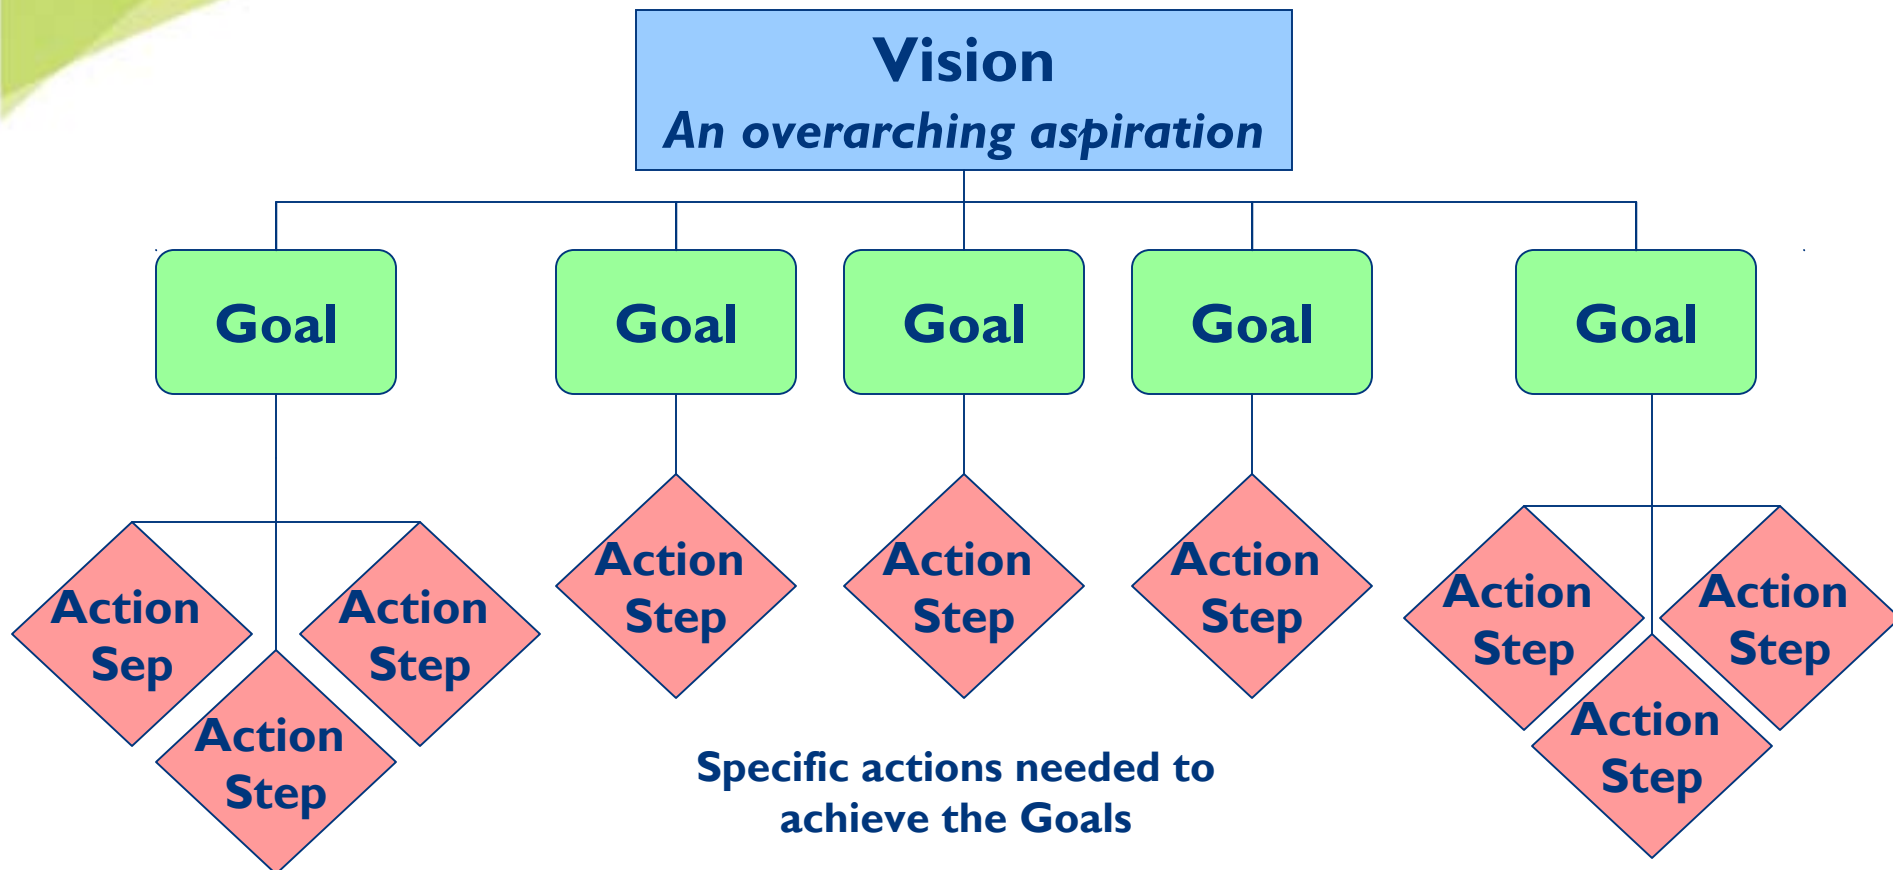 Vision
An overarching aspiration
Goal
Goal
Goal
Goal
Goal
Action
Sep
Action
Step
Action
Step
Action
Step
Action
Step
Action
Step
Action
Step
Action
Step
Action
Step
Specific actions needed to
achieve the Goals